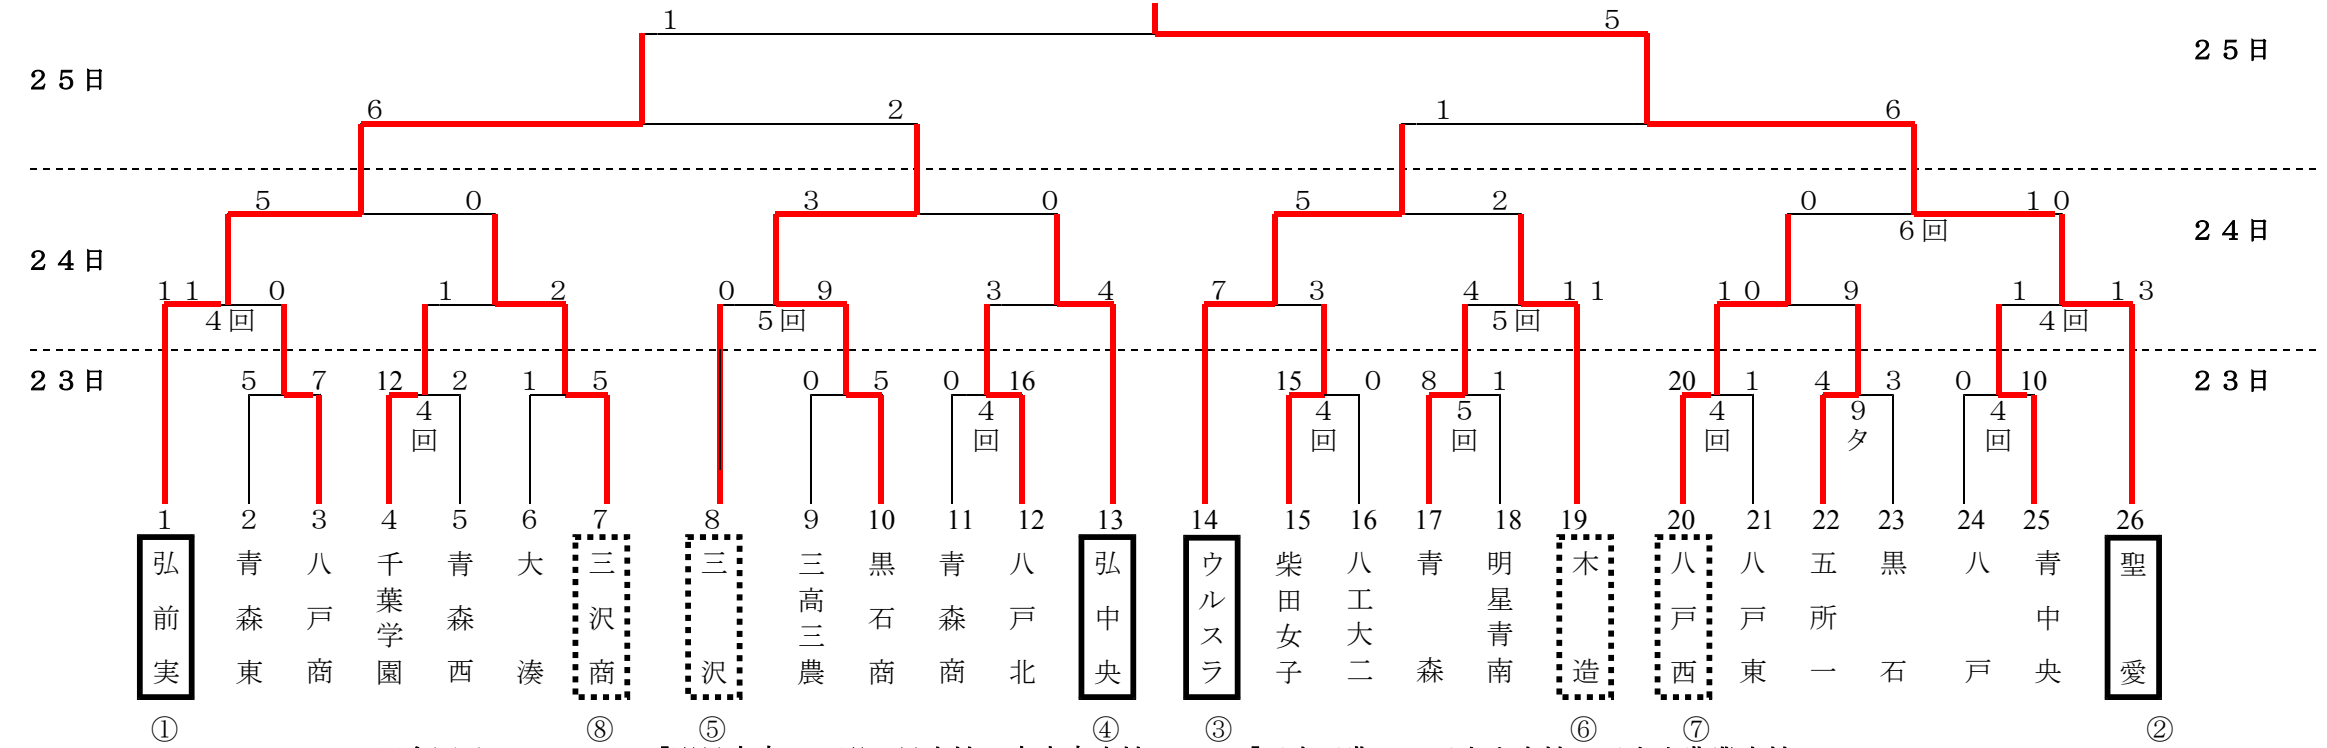 １ ５
２５日 ２５日
６ ２ １ ６
５ ０ ３ ０ ５ ２ ０ １０
６回
２４日 ２４日
１１ ０ １ ２ ０ ９ ３ ４ ７ ３ ４ １１ １０ ９ １ １３
４回 ５回 ５回 ４回
２３日 ２３日
５ ７ 12 ２ １ ５ ０ ５ ０ 16 15 ０ ８ １ 20 １ ４ ３ ０ 10
４回 ４回 ４回 ５回 ４回 ９タ ４回
１ ２ ３ ４ ５ ６ ７ ８ ９ 10 11 12 13 14 15 16 17 18 19 20 21 22 23 24 25 26
弘前実 青森東 八戸商 千葉学園 青森西 大湊 三沢商 三沢 三高三農 黒石商 青森商 八戸北 弘中央 ウルスラ 柴田女子 八工大二 青森 明星青南 木造 八戸西 八戸東 五所一 黒石 八戸 青中央 聖愛
① ⑧ ⑤ ④ ③ ⑥ ⑦ ②